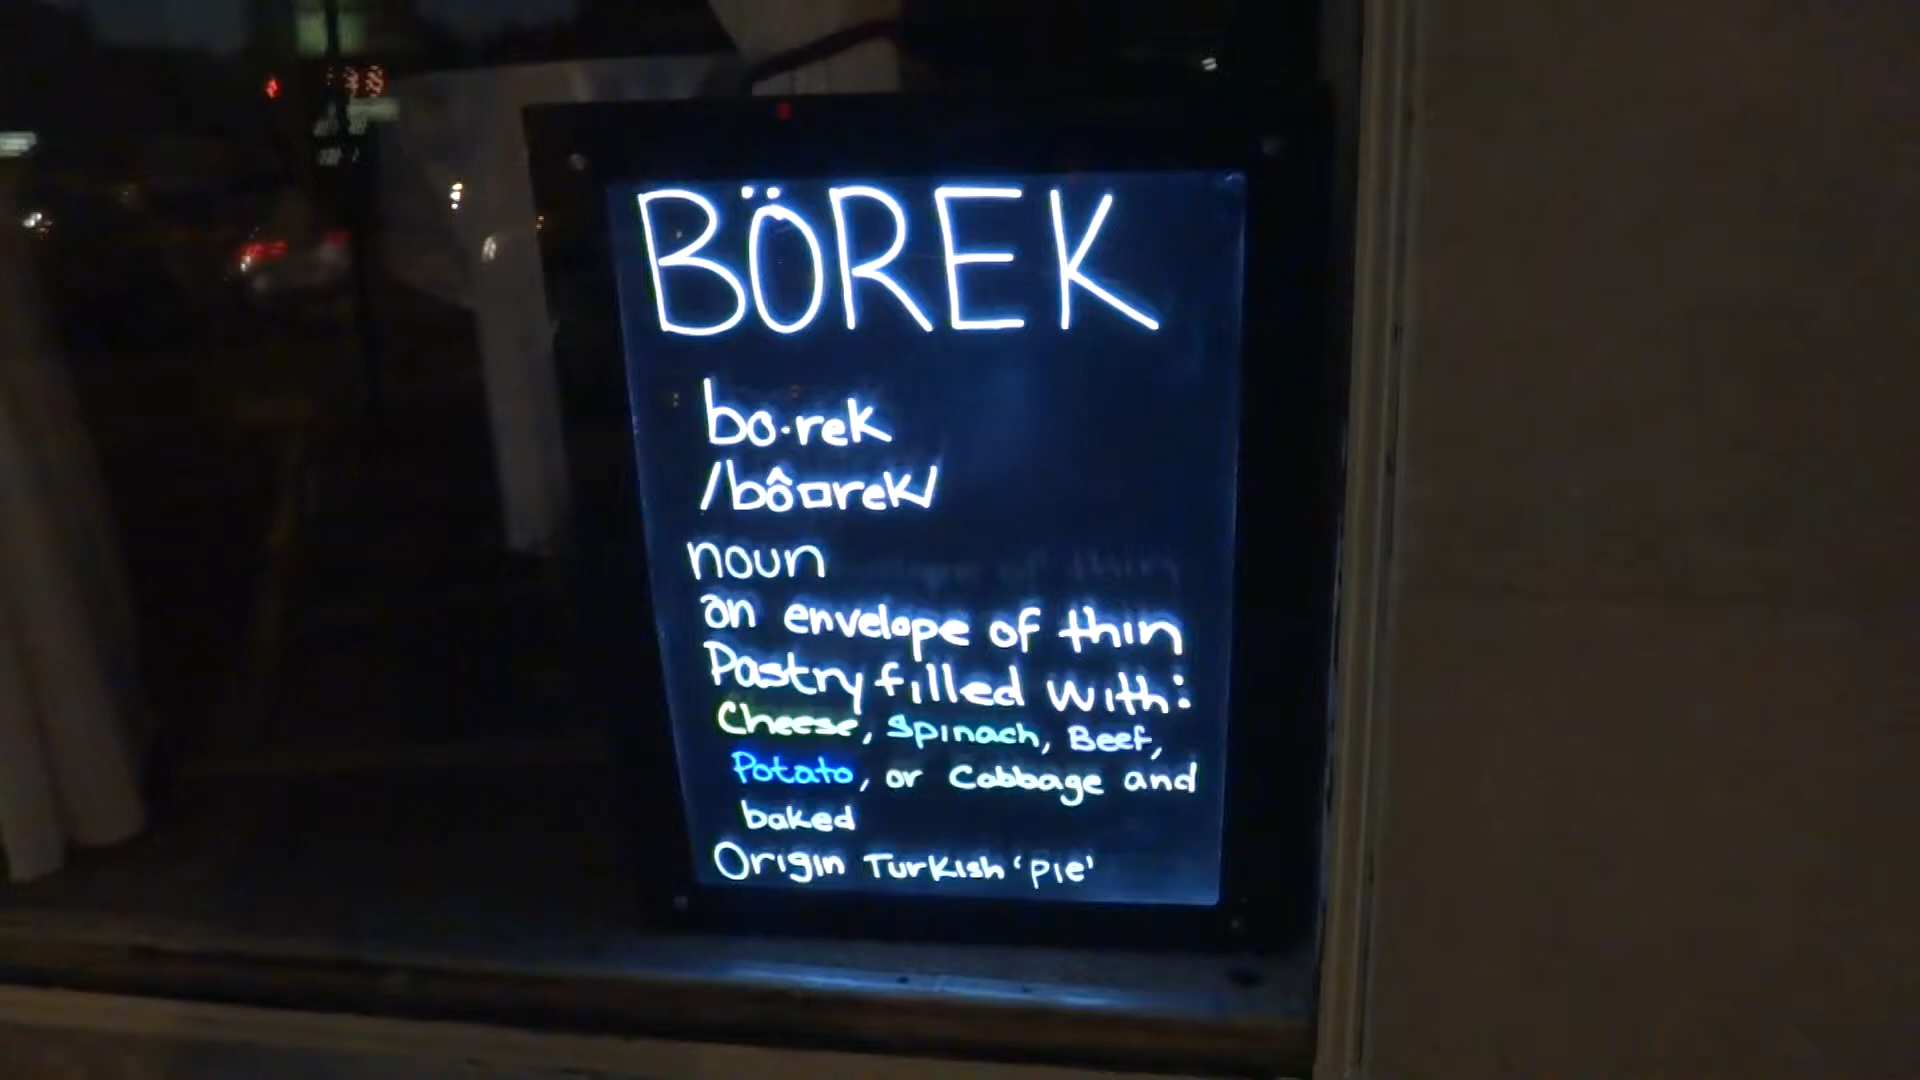 BÖREK
bo·rek
/bô□rek/
noun
an envelope of thin
Pastry filled with:
Cheese, Spinach, Beef,
Potato, or Cabbage and
baked
Origin Turkish 'pie'